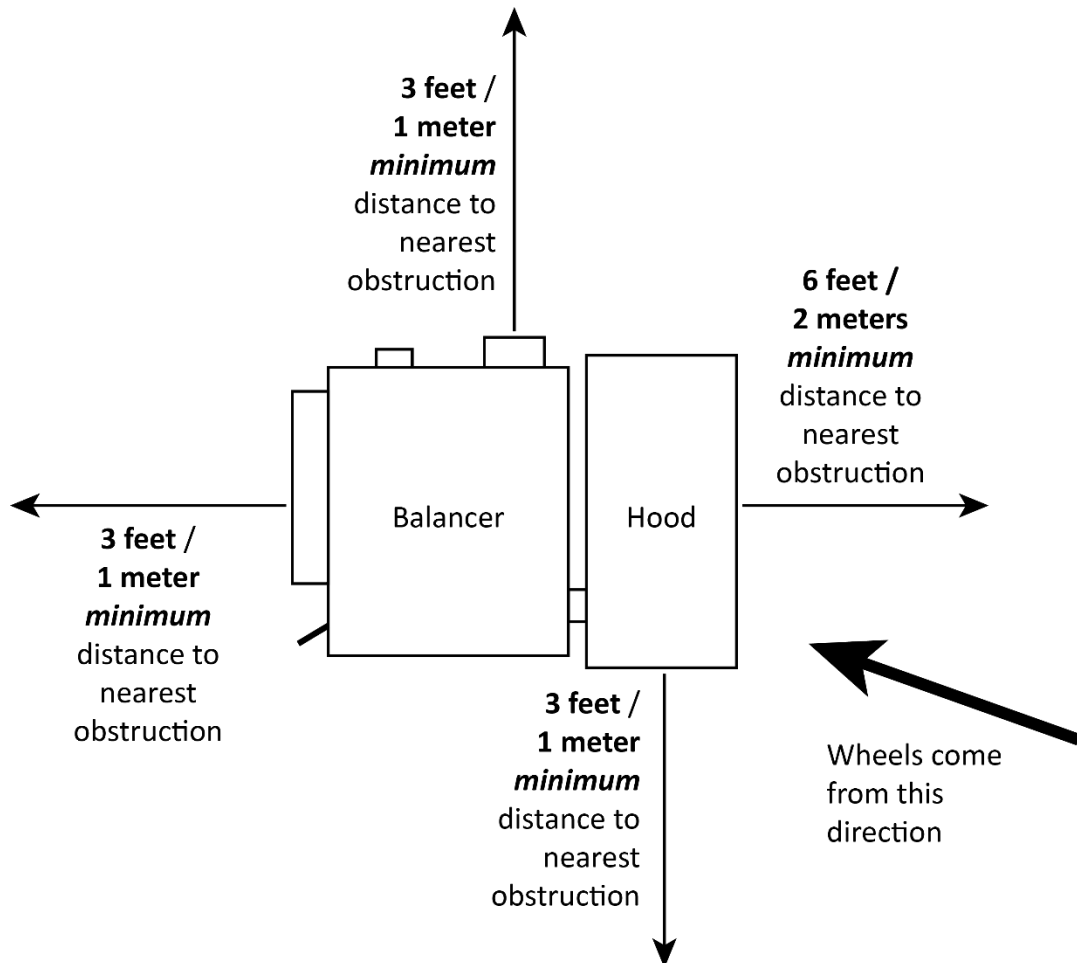 3 feet /
1 meter
minimum
distance to
nearest
obstruction
6 feet /
2 meters
minimum
distance to
nearest
obstruction
Balancer
Hood
3 feet /
1 meter
minimum
distance to
nearest
obstruction
3 feet /
1 meter
minimum
distance to
nearest
obstruction
Wheels come
from this
direction